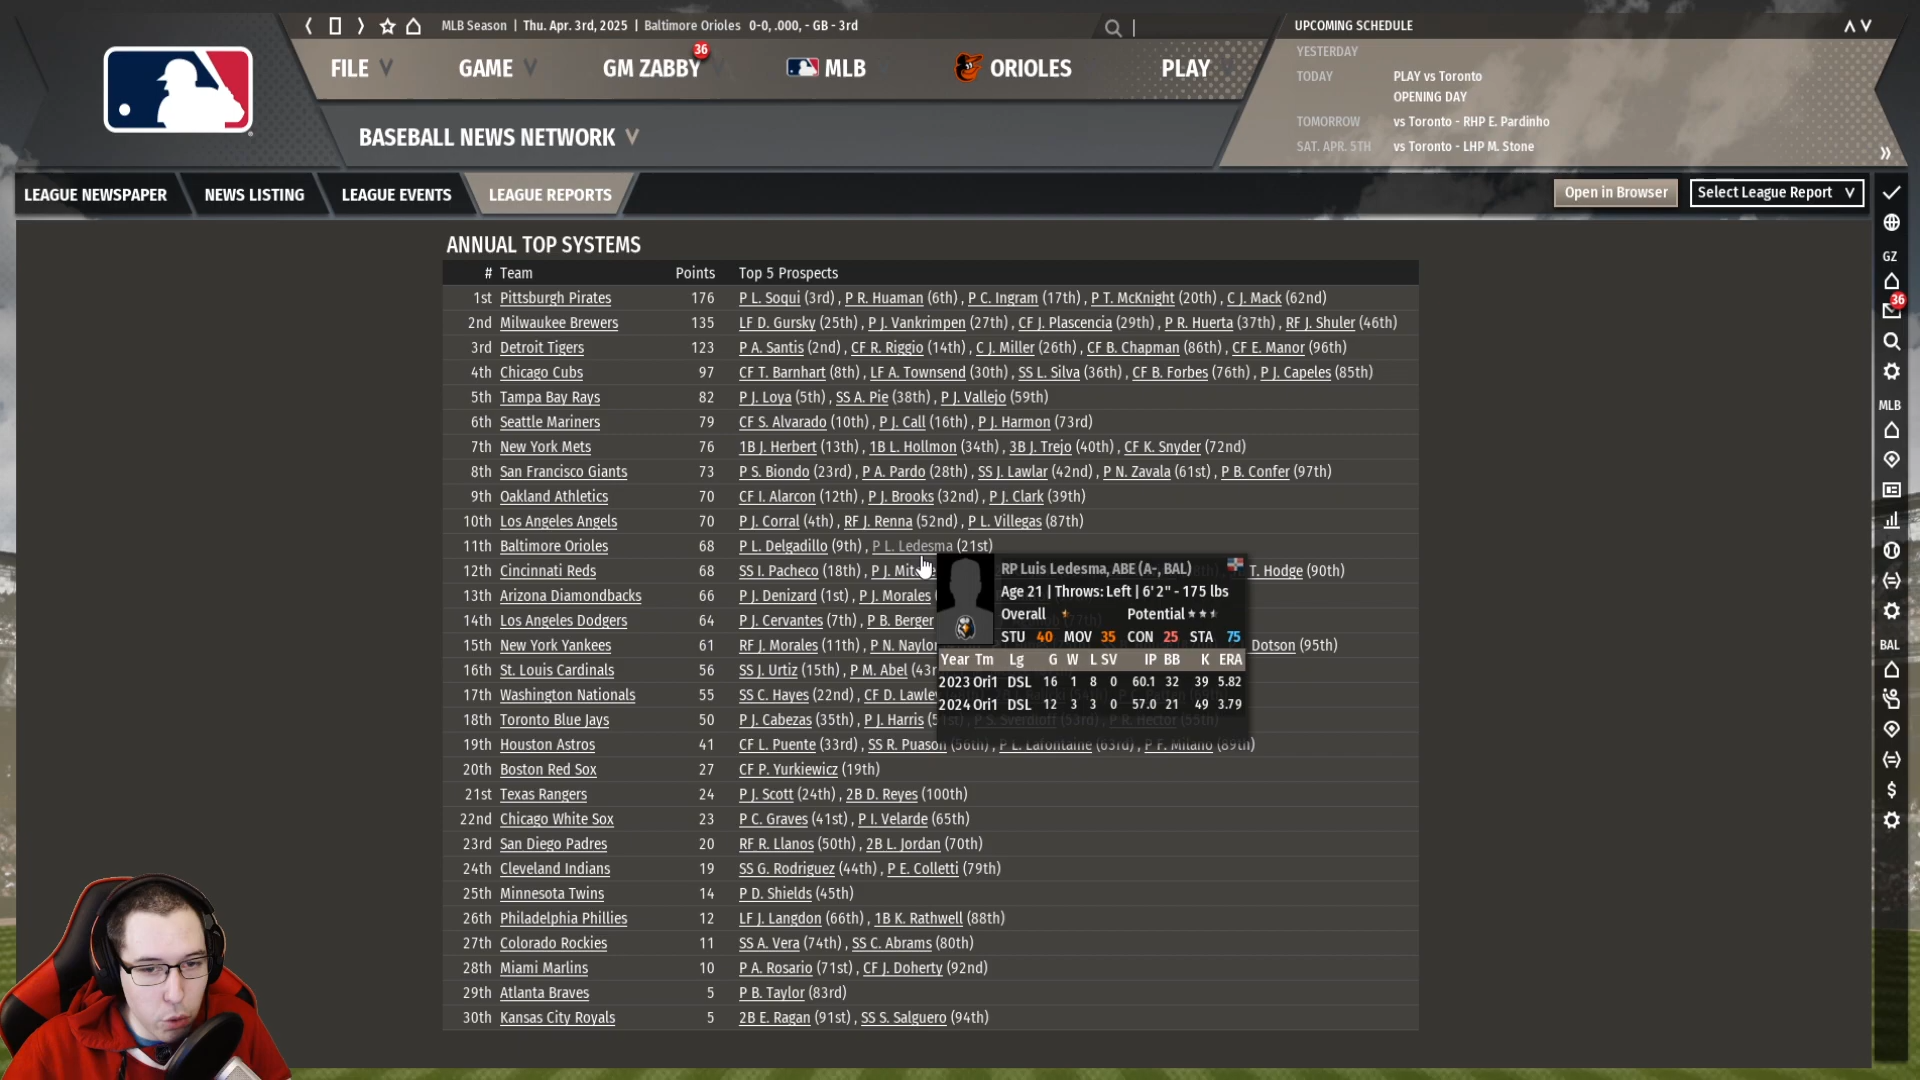 MLB Season | Thu. Apr. 3rd, 2025 | Baltimore Orioles 0-0, .000, - GB - 3rd
UPCOMING SCHEDULE
FILE GAME GM ZABBY 36 MLB ORIOLES PLAY
YESTERDAY
TODAY PLAY vs Toronto
OPENING DAY
TOMORROW vs Toronto - RHP E. Pardinho
SAT. APR. 5TH vs Toronto - LHP M. Stone
BASEBALL NEWS NETWORK
LEAGUE NEWSPAPER NEWS LISTING LEAGUE EVENTS LEAGUE REPORTS Open in Browser Select League Report
ANNUAL TOP SYSTEMS
# Team Points Top 5 Prospects
1st Pittsburgh Pirates 176 P L. Soqui (3rd) , P R. Huaman (6th) , P C. Ingram (17th) , P T. McKnight (20th) , C J. Mack (62nd)
2nd Milwaukee Brewers 135 LF D. Gursky (25th) , P J. Vankrimpen (27th) , CF J. Plascencia (29th) , P R. Huerta (37th) , RF J. Shuler (46th)
3rd Detroit Tigers 123 P A. Santis (2nd) , CF R. Riggio (14th) , C J. Miller (26th) , CF B. Chapman (86th) , CF E. Manor (96th)
4th Chicago Cubs 97 CF T. Barnhart (8th) , LF A. Townsend (30th) , SS L. Silva (36th) , CF B. Forbes (76th) , P J. Capeles (85th)
5th Tampa Bay Rays 82 P J. Loya (5th) , SS A. Pie (38th) , P J. Vallejo (59th)
6th Seattle Mariners 79 CF S. Alvarado (10th) , P J. Call (16th) , P J. Harmon (73rd)
7th New York Mets 76 1B J. Herbert (13th) , 1B L. Hollmon (34th) , 3B J. Trejo (40th) , CF K. Snyder (72nd)
8th San Francisco Giants 73 P S. Biondo (23rd) , P A. Pardo (28th) , SS J. Lawlar (42nd) , P N. Zavala (61st) , P B. Confer (97th)
9th Oakland Athletics 70 CF I. Alarcon (12th) , P J. Brooks (32nd) , P J. Clark (39th)
10th Los Angeles Angels 70 P J. Corral (4th) , RF J. Renna (52nd) , P L. Villegas (87th)
11th Baltimore Orioles 68 P L. Delgadillo (9th) , P L. Ledesma (21st)
12th Cincinnati Reds 68 SS I. Pacheco (18th) , P J. T. Hodge (90th)
13th Arizona Diamondbacks 66 P J. Denizard (1st) , P J. Morales
14th Los Angeles Dodgers 64 P J. Cervantes (7th) , P B. Berger
15th New York Yankees 61 RF J. Morales (11th) , P N. Naylor Dotson (95th)
16th St. Louis Cardinals 56 SS J. Urtiz (15th) , P M. Abel
17th Washington Nationals 55 SS C. Hayes (22nd) , CF D.
18th Toronto Blue Jays 50 P J. Cabezas (35th) , P J. Harris P S. Sverdloff (53rd) , P R. Hector (55th)
19th Houston Astros 41 CF L. Puente (33rd) , SS R. Puason (56th) , P L. Lafontaine (63rd) , P F. Milano (89th)
20th Boston Red Sox 27 CF P. Yurkiewicz (19th)
21st Texas Rangers 24 P J. Scott (24th) , 2B D. Reyes (100th)
22nd Chicago White Sox 23 P C. Graves (41st) , P I. Velarde (65th)
23rd San Diego Padres 20 RF R. Llanos (50th) , 2B L. Jordan (70th)
24th Cleveland Indians 19 SS G. Rodriguez (44th) , P E. Colletti (79th)
25th Minnesota Twins 14 P D. Shields (45th)
26th Philadelphia Phillies 12 LF J. Langdon (66th) , 1B K. Rathwell (88th)
27th Colorado Rockies 11 SS A. Vera (74th) , SS C. Abrams (80th)
28th Miami Marlins 10 P A. Rosario (71st) , CF J. Doherty (92nd)
29th Atlanta Braves 5 P B. Taylor (83rd)
30th Kansas City Royals 5 2B E. Ragan (91st) , SS S. Salguero (94th)
RP Luis Ledesma, ABE (A-, BAL)
Age 21 | Throws: Left | 6' 2" - 175 lbs
Overall Potential
STU 40 MOV 35 CON 25 STA 75
Year Tm Lg G W L SV IP BB K ERA
2023 Ori1 DSL 16 1 8 0 60.1 32 39 5.82
2024 Ori1 DSL 12 3 3 0 57.0 21 49 3.79
GZ
36
MLB
BAL